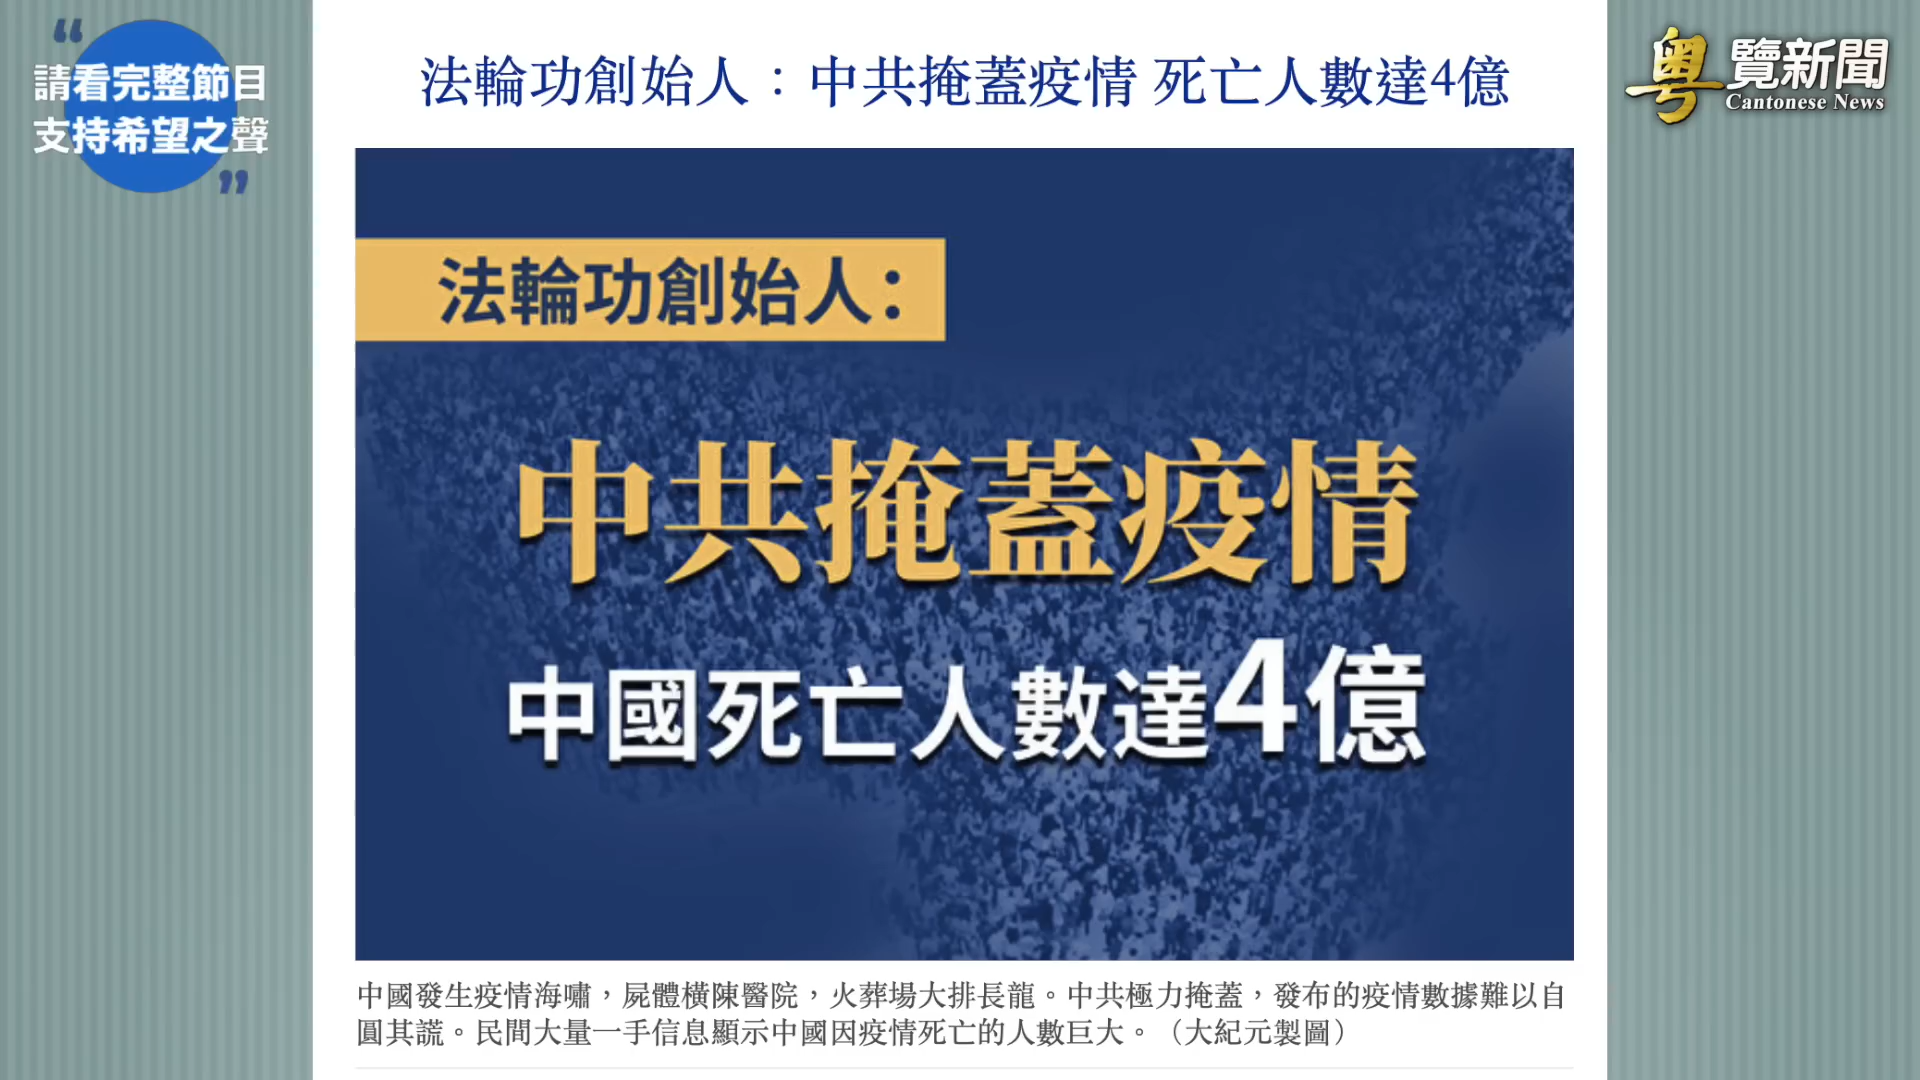 請看完整節目
支持希望之聲
法輪功創始人：中共掩蓋疫情 死亡人數達4億
粵覽新聞
Cantonese News
法輪功創始人：
中共掩蓋疫情
中國死亡人數達4億
中國發生疫情海嘯，屍體橫陳醫院，火葬場大排長龍。中共極力掩蓋，發布的疫情數據難以自
圓其謊。民間大量一手信息顯示中國因疫情死亡的人數巨大。（大紀元製圖）